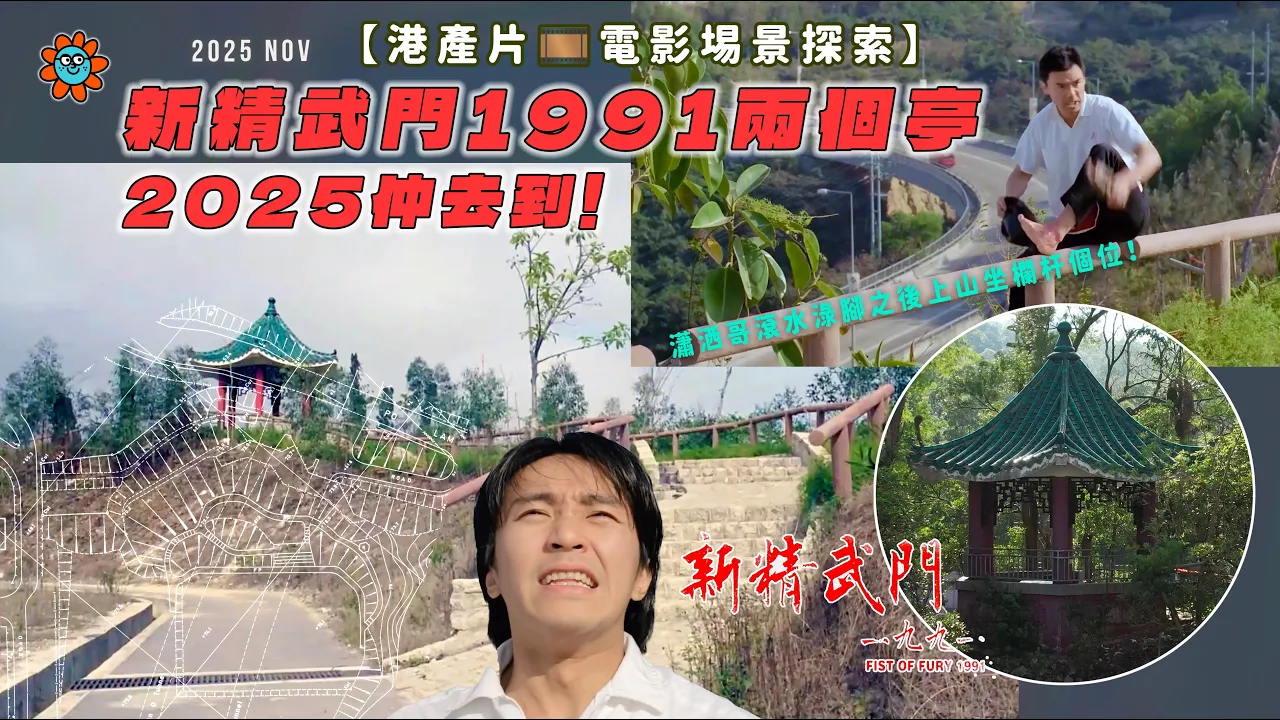 2025 NOV
【港產片🎞️電影場景探索】
新精武門1991兩個亭
2025仲去到!
瀟洒哥滾水淥腳之後上山坐欄杆個位!
新精武門
一九九一
FIST OF FURY 1991